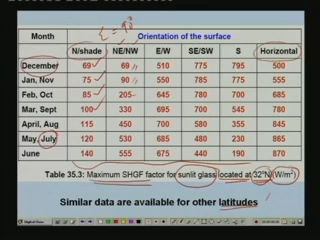 Σ = 90°
Month Orientation of the surface
N/shade NE/NW E/W SE/SW S Horizontal
December 69 69 510 775 795 500
Jan, Nov 75 90 550 785 775 555
Feb, Oct 85 205 645 780 700 685
Mar, Sept 100 330 695 700 545 780
April, Aug 115 450 700 580 355 845
May, July 120 530 685 480 230 865
June 140 555 675 440 190 870
Table 35.3: Maximum SHGF factor for sunlit glass located at 32°N (W/m²)
Similar data are available for other latitudes